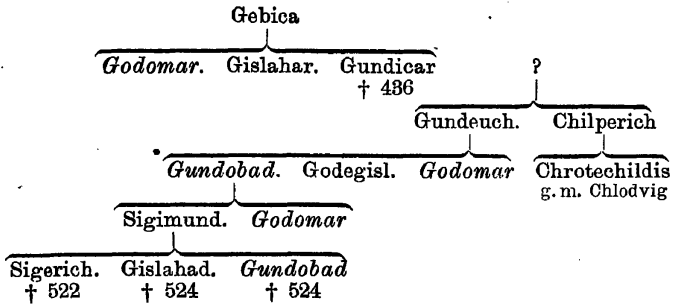 Gebica
Godomar. Gislahar. Gundicar ?
† 436
Gundeuch. Chilperich
Gundobad. Godegisl. Godomar Chrotechildis
g. m. Chlodvig
Sigimund. Godomar
Sigerich. Gislahad. Gundobad
† 522 † 524 † 524